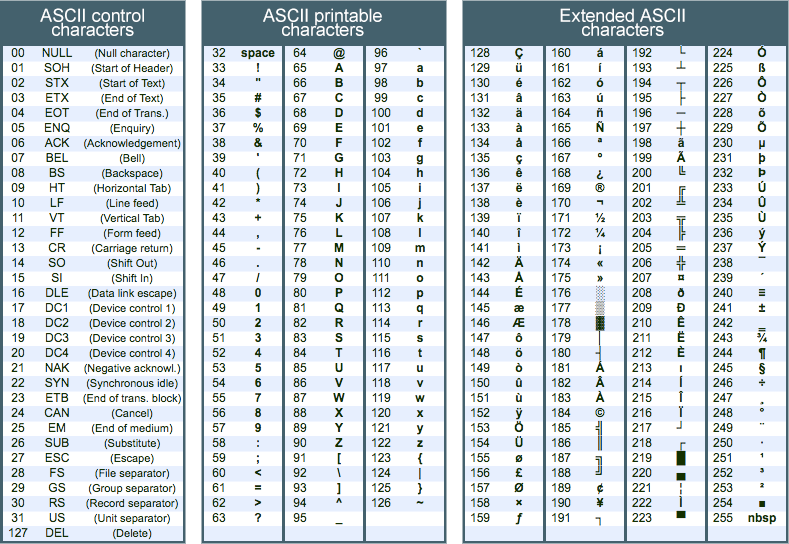 ASCII control
characters
00 NULL (Null character)
01 SOH (Start of Header)
02 STX (Start of Text)
03 ETX (End of Text)
04 EOT (End of Trans.)
05 ENQ (Enquiry)
06 ACK (Acknowledgement)
07 BEL (Bell)
08 BS (Backspace)
09 HT (Horizontal Tab)
10 LF (Line feed)
11 VT (Vertical Tab)
12 FF (Form feed)
13 CR (Carriage return)
14 SO (Shift Out)
15 SI (Shift In)
16 DLE (Data link escape)
17 DC1 (Device control 1)
18 DC2 (Device control 2)
19 DC3 (Device control 3)
20 DC4 (Device control 4)
21 NAK (Negative acknowl.)
22 SYN (Synchronous idle)
23 ETB (End of trans. block)
24 CAN (Cancel)
25 EM (End of medium)
26 SUB (Substitute)
27 ESC (Escape)
28 FS (File separator)
29 GS (Group separator)
30 RS (Record separator)
31 US (Unit separator)
127 DEL (Delete)
ASCII printable
characters
32 space 64 @ 96 `
33 ! 65 A 97 a
34 " 66 B 98 b
35 # 67 C 99 c
36 $ 68 D 100 d
37 % 69 E 101 e
38 & 70 F 102 f
39 ' 71 G 103 g
40 ( 72 H 104 h
41 ) 73 I 105 i
42 * 74 J 106 j
43 + 75 K 107 k
44 , 76 L 108 l
45 - 77 M 109 m
46 . 78 N 110 n
47 / 79 O 111 o
48 0 80 P 112 p
49 1 81 Q 113 q
50 2 82 R 114 r
51 3 83 S 115 s
52 4 84 T 116 t
53 5 85 U 117 u
54 6 86 V 118 v
55 7 87 W 119 w
56 8 88 X 120 x
57 9 89 Y 121 y
58 : 90 Z 122 z
59 ; 91 [ 123 {
60 < 92 \ 124 |
61 = 93 ] 125 }
62 > 94 ^ 126 ~
63 ? 95 _
Extended ASCII
characters
128 Ç 160 á 192 └ 224 Ó
129 ü 161 í 193 ┴ 225 ß
130 é 162 ó 194 ┬ 226 Ô
131 â 163 ú 195 ├ 227 Ò
132 ä 164 ñ 196 ─ 228 õ
133 à 165 Ñ 197 ┼ 229 Õ
134 å 166 ª 198 ã 230 µ
135 ç 167 º 199 Ã 231 þ
136 ê 168 ¿ 200 ╚ 232 Þ
137 ë 169 ® 201 ╔ 233 Ú
138 è 170 ¬ 202 ╩ 234 Û
139 ï 171 ½ 203 ╦ 235 Ù
140 î 172 ¼ 204 ╠ 236 ý
141 ì 173 ¡ 205 ═ 237 Ý
142 Ä 174 « 206 ╬ 238 ¯
143 Å 175 » 207 ¤ 239 ´
144 É 176 ░ 208 ð 240 ≡
145 æ 177 ▒ 209 Ð 241 ±
146 Æ 178 ▓ 210 Ê 242 ‗
147 ô 179 │ 211 Ë 243 ¾
148 ö 180 ┤ 212 È 244 ¶
149 ò 181 Á 213 ı 245 §
150 û 182 Â 214 Í 246 ÷
151 ù 183 À 215 Î 247 ¸
152 ÿ 184 © 216 Ï 248 °
153 Ö 185 ╣ 217 ┘ 249 ¨
154 Ü 186 ║ 218 ┌ 250 ·
155 ø 187 ╗ 219 █ 251 ¹
156 £ 188 ╝ 220 ▄ 252 ³
157 Ø 189 ¢ 221 ¦ 253 ²
158 × 190 ¥ 222 Ì 254 ■
159 ƒ 191 ┐ 223 ▀ 255 nbsp